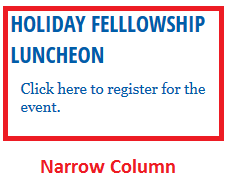 HOLIDAY FELLLOWSHIP
LUNCHEON
Click here to register for the
event.
Narrow Column